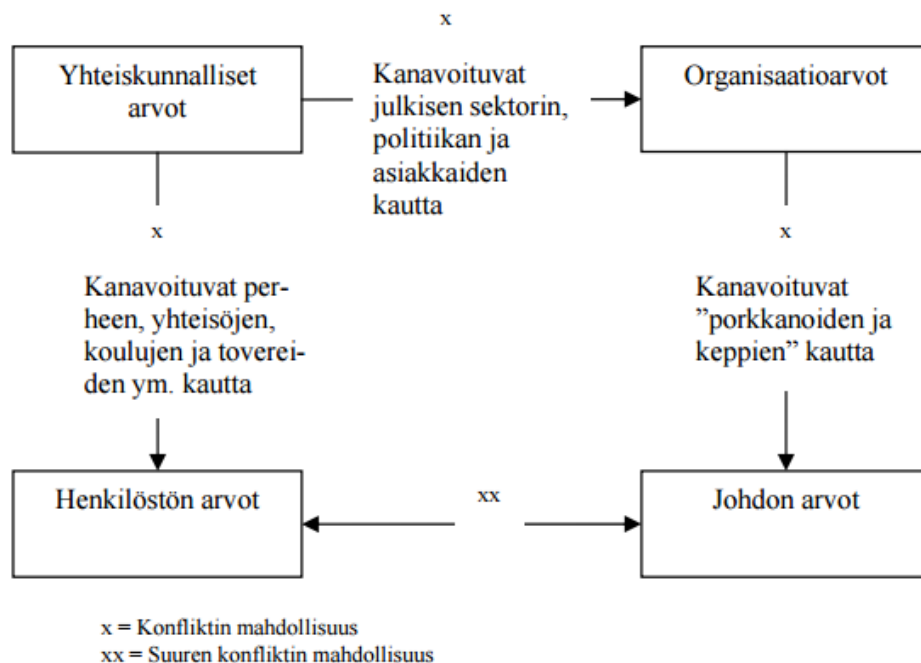 x
Yhteiskunnalliset
arvot
Kanavoituvat
julkisen sektorin,
politiikan ja
asiakkaiden
kautta
Organisaatioarvot
x
x
Kanavoituvat per-
heen, yhteisöjen,
koulujen ja toverei-
den ym. kautta
Kanavoituvat
”porkkanoiden ja
keppien” kautta
Henkilöstön arvot
xx
Johdon arvot
x = Konfliktin mahdollisuus
xx = Suuren konfliktin mahdollisuus